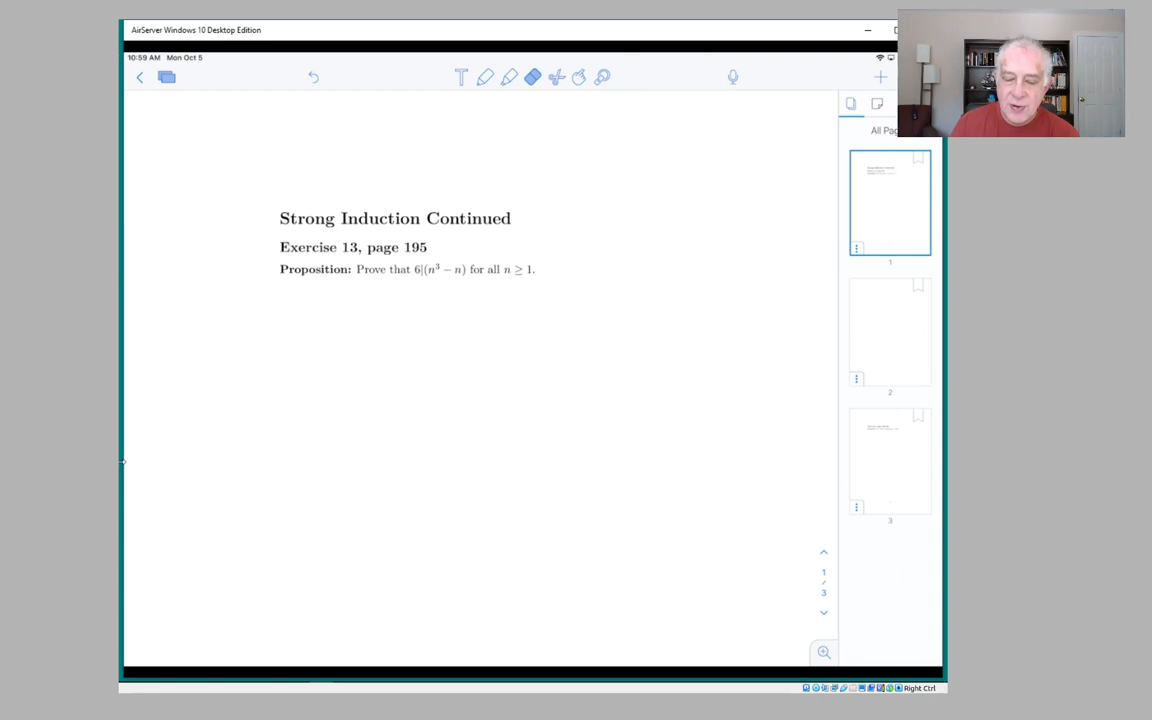 AirServer Windows 10 Desktop Edition
10:59 AM Mon Oct 5
All Pag
Strong Induction Continued
Exercise 13, page 195
Proposition: Prove that 6|(n³ − n) for all n ≥ 1.
1
2
3
1
/
3
Right Ctrl